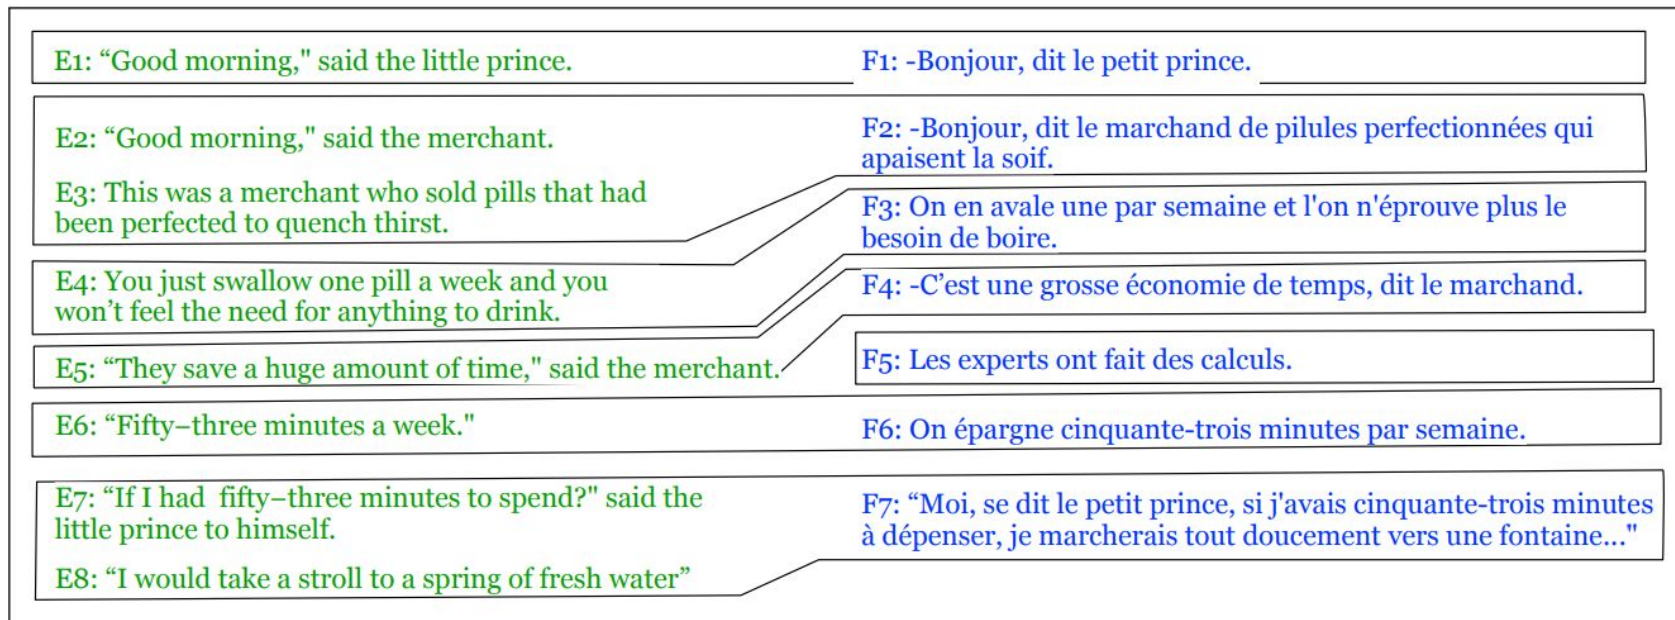 E1: “Good morning," said the little prince.
F1: -Bonjour, dit le petit prince.
E2: “Good morning," said the merchant.
E3: This was a merchant who sold pills that had
been perfected to quench thirst.
F2: -Bonjour, dit le marchand de pilules perfectionnées qui
apaisent la soif.
E4: You just swallow one pill a week and you
won’t feel the need for anything to drink.
F3: On en avale une par semaine et l'on n'éprouve plus le
besoin de boire.
E5: “They save a huge amount of time," said the merchant.
F4: -C’est une grosse économie de temps, dit le marchand.
F5: Les experts ont fait des calculs.
E6: “Fifty–three minutes a week."
F6: On épargne cinquante-trois minutes par semaine.
E7: “If I had  fifty–three minutes to spend?" said the
little prince to himself.
E8: “I would take a stroll to a spring of fresh water”
F7: “Moi, se dit le petit prince, si j'avais cinquante-trois minutes
à dépenser, je marcherais tout doucement vers une fontaine..."